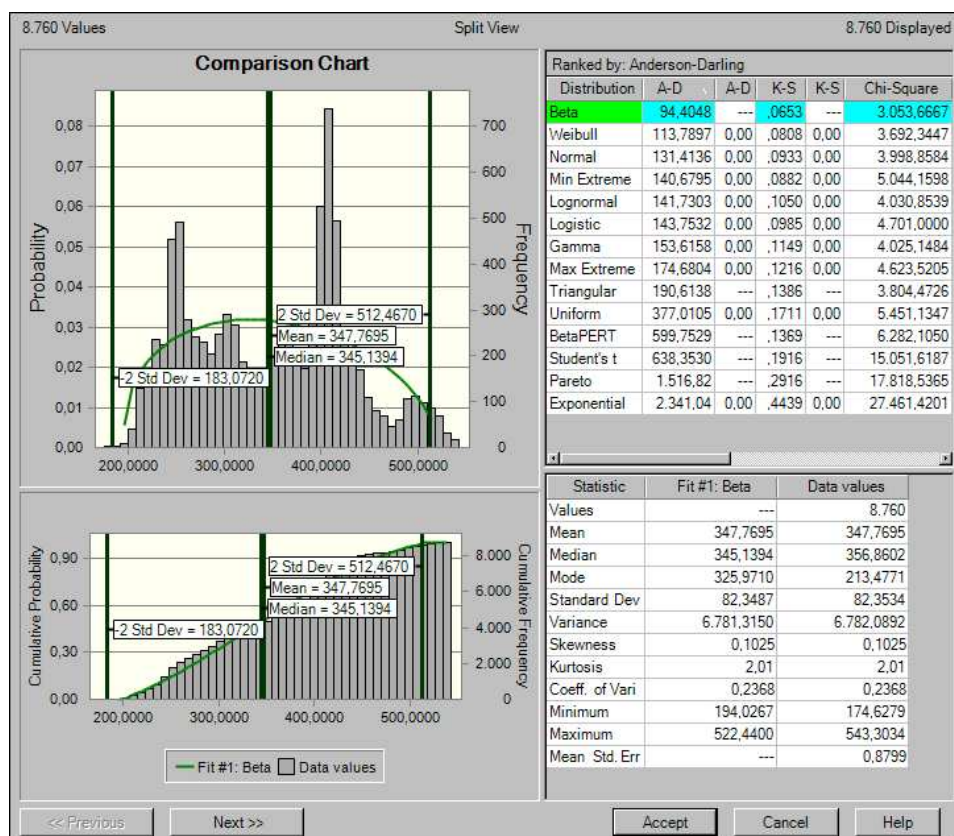 8.760 Values Split View 8.760 Displayed
Comparison Chart
0,08
0,07
0,06
0,05
0,04
0,03
0,02
0,01
0,00
Probability
700
600
500
400
300
200
100
0
Frequency
2 Std Dev = 512,4670
Mean = 347,7695
Median = 345,1394
-2 Std Dev = 183,0720
200,0000 300,0000 400,0000 500,0000
Cumulative Probability
0,90
0,60
0,30
0,00
8.000
6.000
4.000
2.000
0
Cumulative Frequency
2 Std Dev = 512,4670
Mean = 347,7695
Median = 345,1394
-2 Std Dev = 183,0720
200,0000 300,0000 400,0000 500,0000
Fit #1: Beta Data values
Ranked by: Anderson-Darling
Distribution A-D A-D K-S K-S Chi-Square
Beta 94,4048 --- ,0653 --- 3.053,6667
Weibull 113,7897 0,00 ,0808 0,00 3.692,3447
Normal 131,4136 0,00 ,0933 0,00 3.998,8584
Min Extreme 140,6795 0,00 ,0882 0,00 5.044,1598
Lognormal 141,7303 0,00 ,1050 0,00 4.030,8539
Logistic 143,7532 0,00 ,0985 0,00 4.701,0000
Gamma 153,6158 0,00 ,1149 0,00 4.025,1484
Max Extreme 174,6804 0,00 ,1216 0,00 4.623,5205
Triangular 190,6138 --- ,1386 --- 3.804,4726
Uniform 377,0105 0,00 ,1711 0,00 5.451,1347
BetaPERT 599,7529 --- ,1369 --- 6.282,1050
Student's t 638,3530 --- ,1916 --- 15.051,6187
Pareto 1.516,82 --- ,2916 --- 17.818,5365
Exponential 2.341,04 0,00 ,4439 0,00 27.461,4201
Statistic Fit #1: Beta Data values
Values --- 8.760
Mean 347,7695 347,7695
Median 345,1394 356,8602
Mode 325,9710 213,4771
Standard Dev 82,3487 82,3534
Variance 6.781,3150 6.782,0892
Skewness 0,1025 0,1025
Kurtosis 2,01 2,01
Coeff. of Vari 0,2368 0,2368
Minimum 194,0267 174,6279
Maximum 522,4400 543,3034
Mean Std. Err --- 0,8799
<< Previous Next >> Accept Cancel Help